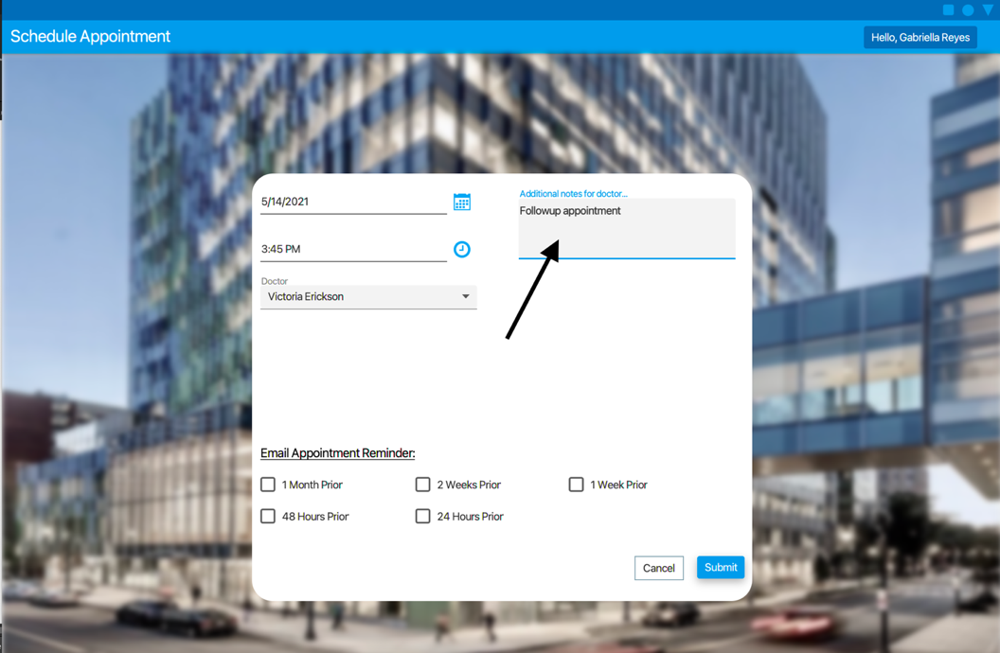 Schedule Appointment
Hello, Gabriella Reyes
5/14/2021
3:45 PM
Doctor
Victoria Erickson
Additional notes for doctor...
Followup appointment
Email Appointment Reminder:
1 Month Prior
2 Weeks Prior
1 Week Prior
48 Hours Prior
24 Hours Prior
Cancel
Submit